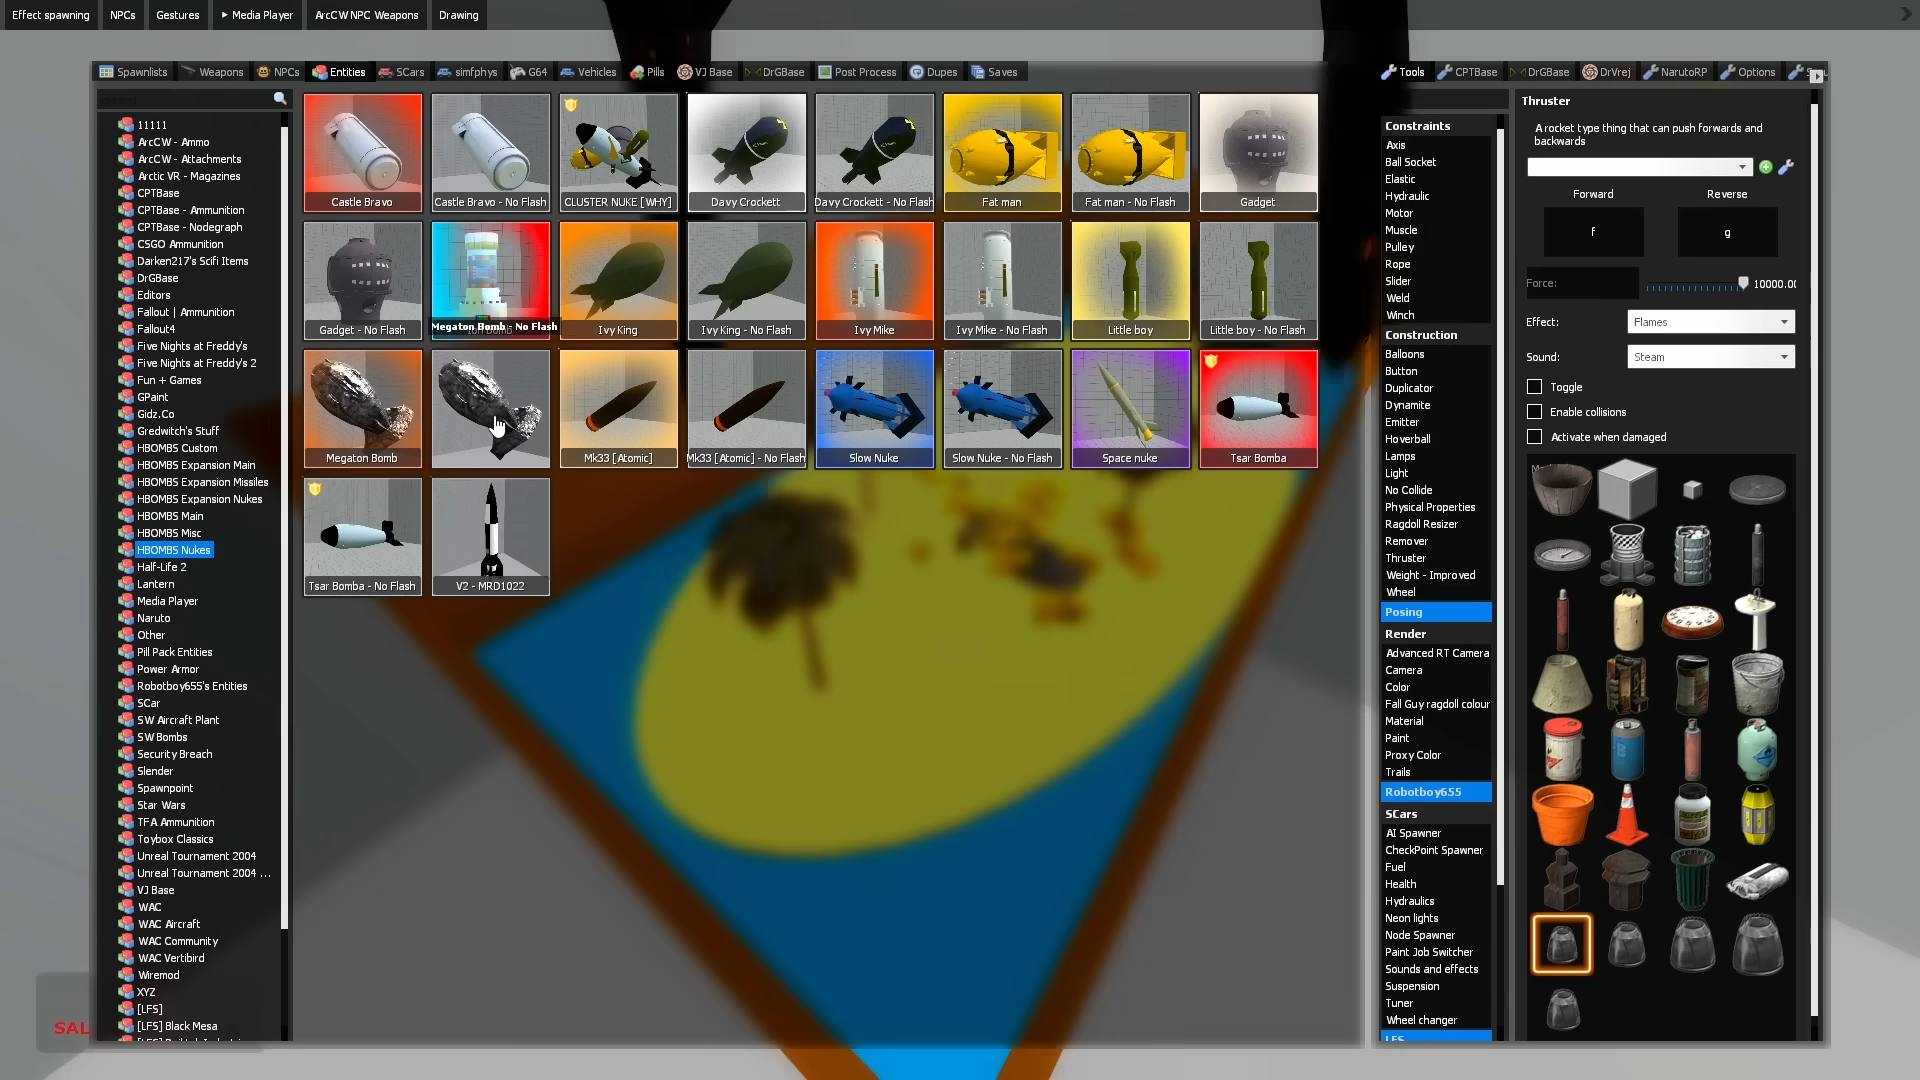 Effect spawning
NPCs
Gestures
Media Player
ArcCW NPC Weapons
Drawing
Spawnlists
Weapons
NPCs
Entities
SCars
simfphys
G64
Vehicles
Pills
VJ Base
DrGBase
Post Process
Dupes
Saves
11111
ArcCW - Ammo
ArcCW - Attachments
Arctic VR - Magazines
CPTBase
CPTBase - Ammunition
CPTBase - Nodegraph
CSGO Ammunition
Darken217's Scifi Items
DrGBase
Editors
Fallout | Ammunition
Fallout4
Five Nights at Freddy's
Five Nights at Freddy's 2
Fun + Games
GPaint
Gidz.Co
Gredwitch's Stuff
HBOMBS Custom
HBOMBS Expansion Main
HBOMBS Expansion Missiles
HBOMBS Expansion Nukes
HBOMBS Main
HBOMBS Misc
HBOMBS Nukes
Half-Life 2
Lantern
Media Player
Naruto
Other
Pill Pack Entities
Power Armor
Robotboy655's Entities
SCar
SW Aircraft Plant
SW Bombs
Security Breach
Slender
Spawnpoint
Star Wars
TFA Ammunition
Toybox Classics
Unreal Tournament 2004
Unreal Tournament 2004 ...
VJ Base
WAC
WAC Aircraft
WAC Community
WAC Vertibird
Wiremod
XYZ
[LFS]
[LFS] Black Mesa
SAL
Castle Bravo
Castle Bravo - No Flash
CLUSTER NUKE [WHY]
Davy Crockett
Davy Crockett - No Flash
Fat man
Fat man - No Flash
Gadget
Gadget - No Flash
Megaton Bomb - No Flash
Ivy King
Ivy King - No Flash
Ivy Mike
Ivy Mike - No Flash
Little boy
Little boy - No Flash
Megaton Bomb
Mk33 [Atomic]
Mk33 [Atomic] - No Flash
Slow Nuke
Slow Nuke - No Flash
Space nuke
Tsar Bomba
Tsar Bomba - No Flash
V2 - MRD1022
Tools
CPTBase
DrGBase
DrVrej
NarutoRP
Options
Constraints
Axis
Ball Socket
Elastic
Hydraulic
Motor
Muscle
Pulley
Rope
Slider
Weld
Winch
Construction
Balloons
Button
Duplicator
Dynamite
Emitter
Hoverball
Lamps
Light
No Collide
Physical Properties
Ragdoll Resizer
Remover
Thruster
Weight - Improved
Wheel
Posing
Render
Advanced RT Camera
Camera
Color
Fall Guy ragdoll colour
Material
Paint
Proxy Color
Trails
Robotboy655
SCars
AI Spawner
CheckPoint Spawner
Fuel
Health
Hydraulics
Neon lights
Node Spawner
Paint Job Switcher
Sounds and effects
Suspension
Tuner
Wheel changer
LFS
Thruster
A rocket type thing that can push forwards and
backwards
Forward
Reverse
f
g
Force:
10000.00
Effect:
Flames
Sound:
Steam
Toggle
Enable collisions
Activate when damaged